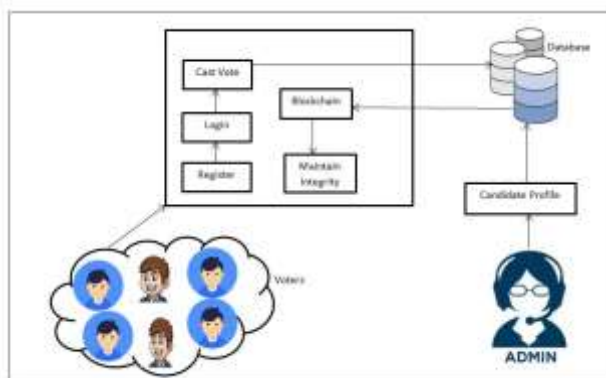 Database
Cast Vote
Blockchain
Login
Maintain
Integrity
Register
Candidate Profile
Voters
ADMIN